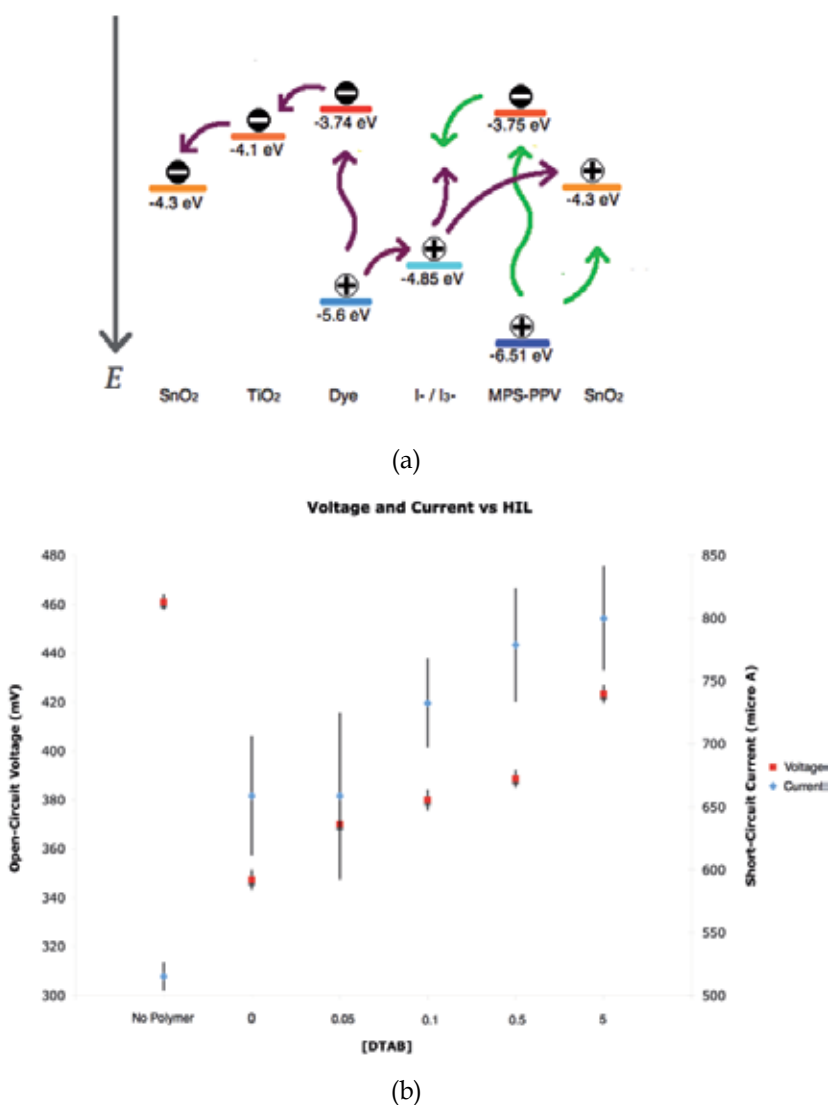 -3.74 eV
-3.75 eV
-4.1 eV
-4.3 eV
-4.3 eV
-4.85 eV
-5.6 eV
-6.51 eV
E
SnO₂ TiO₂ Dye I- / I₃- MPS-PPV SnO₂
(a)
Voltage and Current vs HIL
Open-Circuit Voltage (mV)
480
460
440
420
400
380
360
340
320
300
Short-Circuit Current (micro A)
850
800
750
700
650
600
550
500
Voltage
Current
No Polymer 0 0.05 0.1 0.5 5
[DTAB]
(b)